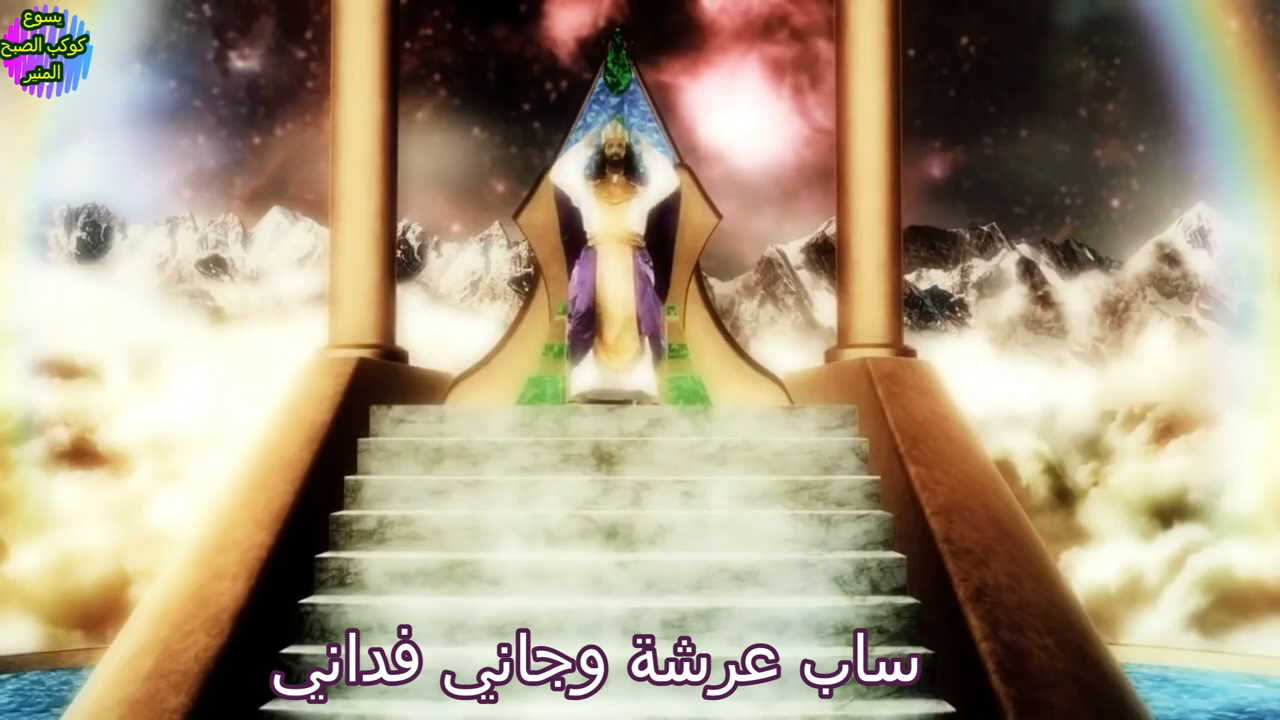 يسوع
كوكب الصبح
المنير
ساب عرشة وجاني فداني